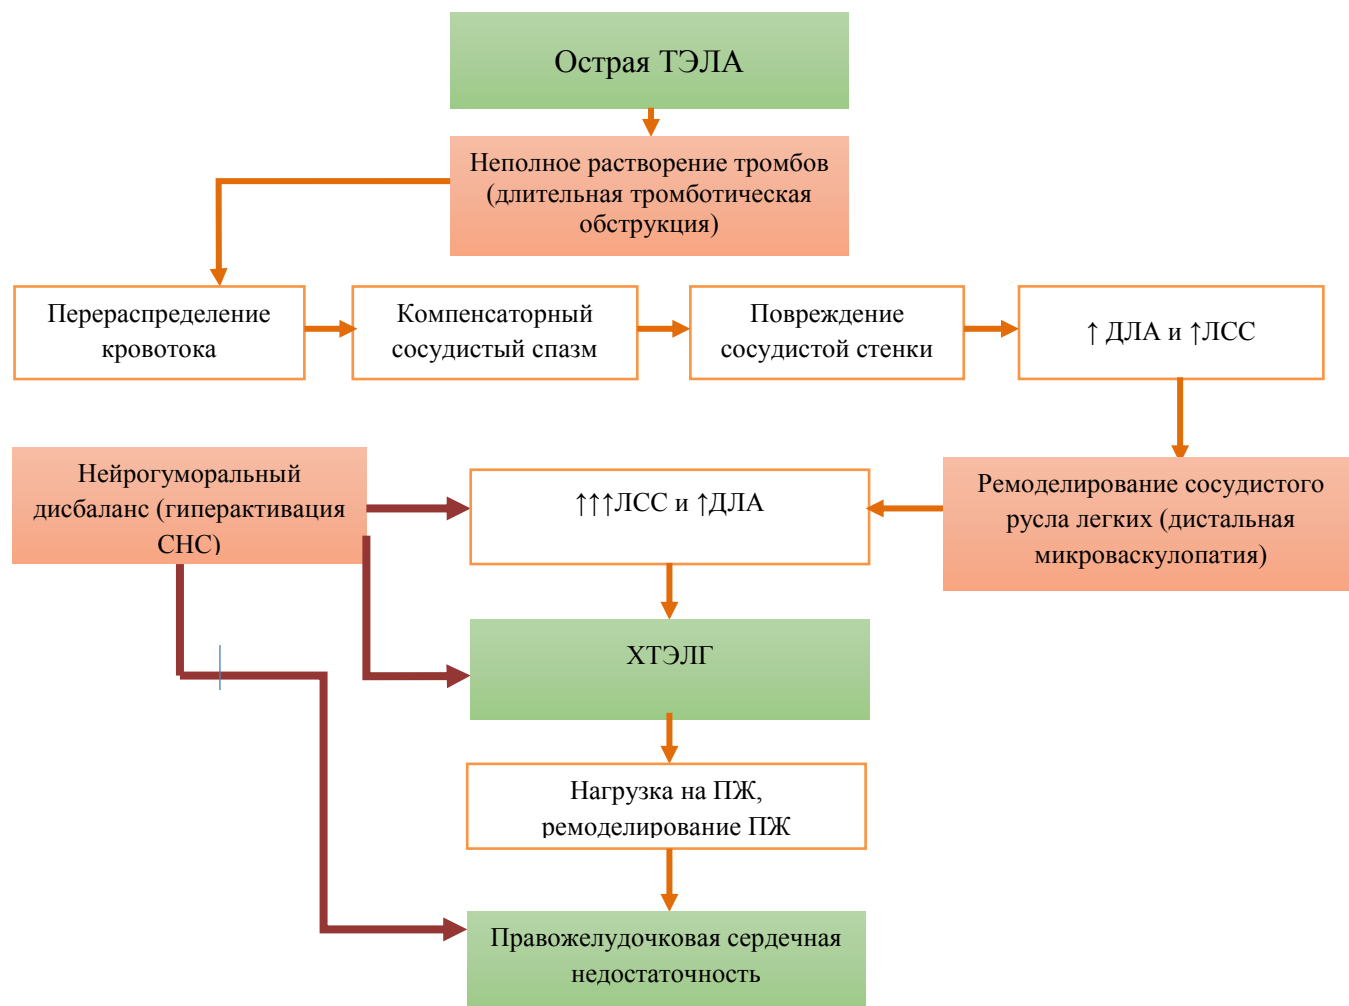 Острая ТЭЛА
Неполное растворение тромбов
(длительная тромботическая
обструкция)
Перераспределение
кровотока
Компенсаторный
сосудистый спазм
Повреждение
сосудистой стенки
↑ ДЛА и ↑ЛСС
Нейрогуморальный
дисбаланс (гиперактивация
СНС)
↑↑↑ЛСС и ↑ДЛА
Ремоделирование сосудистого
русла легких (дистальная
микроваскулопатия)
ХТЭЛГ
Нагрузка на ПЖ,
ремоделирование ПЖ
Правожелудочковая сердечная
недостаточность